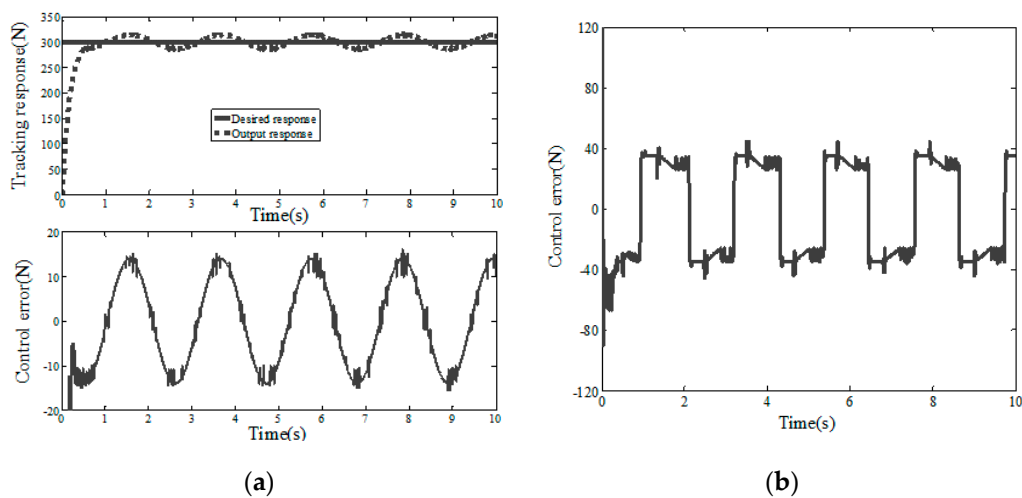 Tracking response(N)
350
300
250
200
150
100
50
0
Desired response
Output response
0 1 2 3 4 5 6 7 8 9 10
Time(s)
Control error(N)
20
10
0
-10
-20
0 1 2 3 4 5 6 7 8 9 10
Time(s)
(a)
Control error(N)
120
80
40
0
-40
-80
-120
0 2 4 6 8 10
Time(s)
(b)